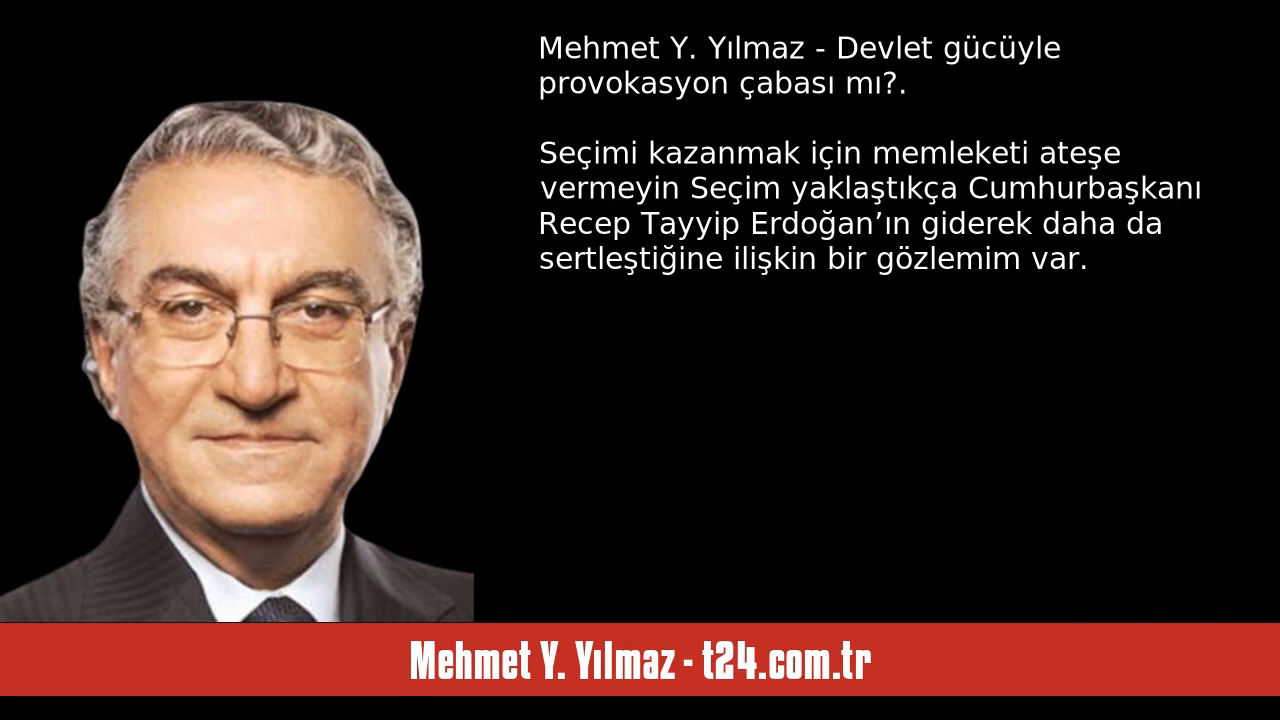 Mehmet Y. Yılmaz - Devlet gücüyle
provokasyon çabası mı?.
Seçimi kazanmak için memleketi ateşe
vermeyin Seçim yaklaştıkça Cumhurbaşkanı
Recep Tayyip Erdoğan’ın giderek daha da
sertleştiğine ilişkin bir gözlemim var.
Mehmet Y. Yılmaz - t24.com.tr